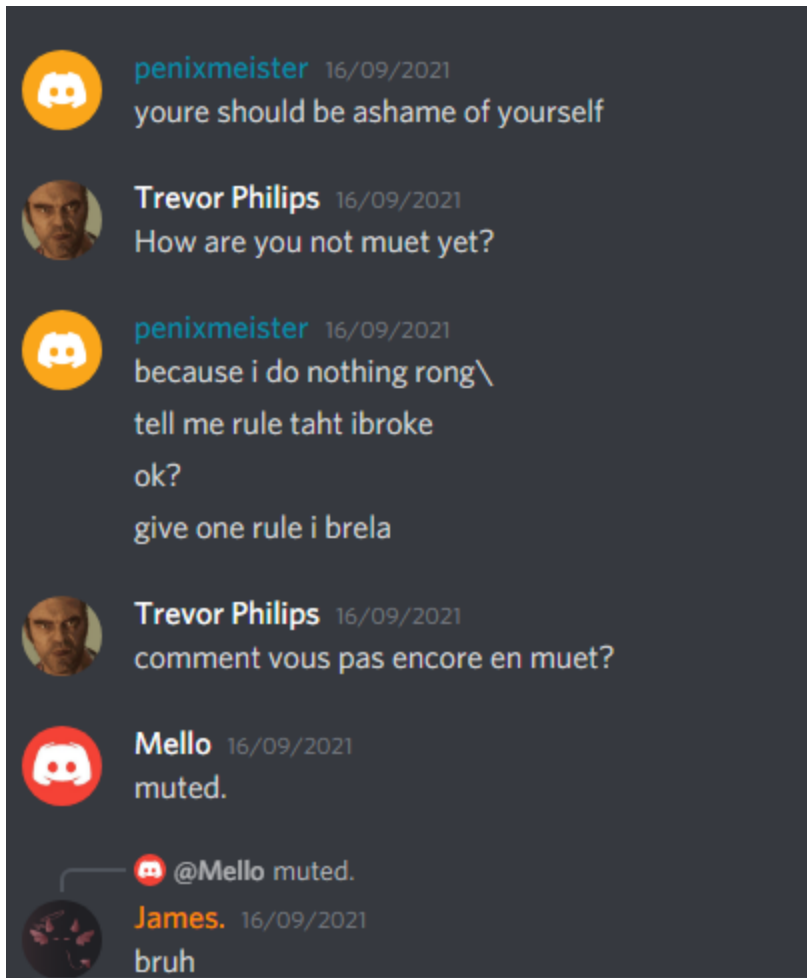 penixmeister 16/09/2021
youre should be ashame of yourself
Trevor Philips 16/09/2021
How are you not muet yet?
penixmeister 16/09/2021
because i do nothing rong\
tell me rule taht ibroke
ok?
give one rule i brela
Trevor Philips 16/09/2021
comment vous pas encore en muet?
Mello 16/09/2021
muted.
@Mello muted.
James. 16/09/2021
bruh